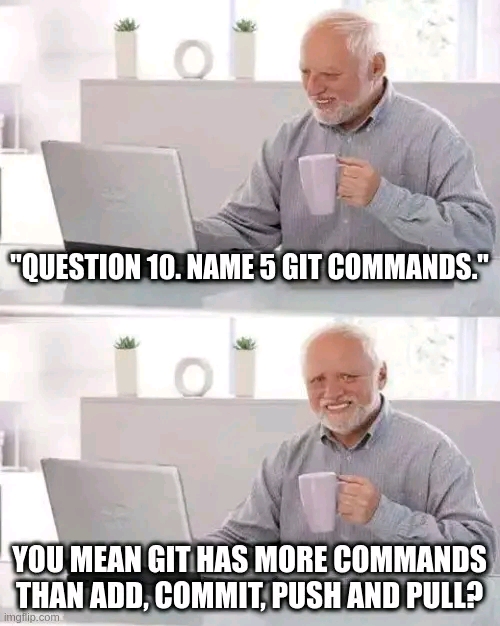 "QUESTION 10. NAME 5 GIT COMMANDS."
YOU MEAN GIT HAS MORE COMMANDS
THAN ADD, COMMIT, PUSH AND PULL?
imgflip.com